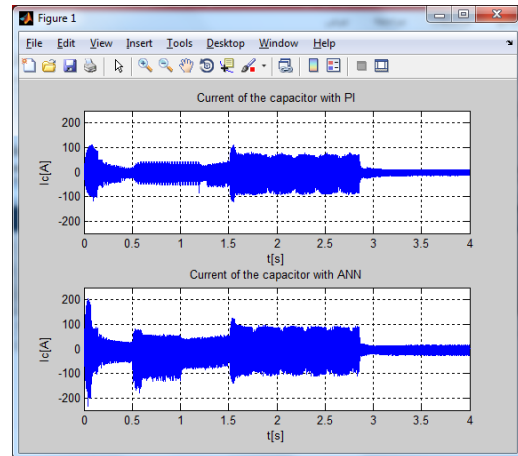 Figure 1
File Edit View Insert Tools Desktop Window Help
Current of the capacitor with PI
200
100
0
-100
-200
Ic[A]
0 0.5 1 1.5 2 2.5 3 3.5 4
t[s]
Current of the capacitor with ANN
200
100
0
-100
-200
Ic[A]
0 0.5 1 1.5 2 2.5 3 3.5 4
t[s]